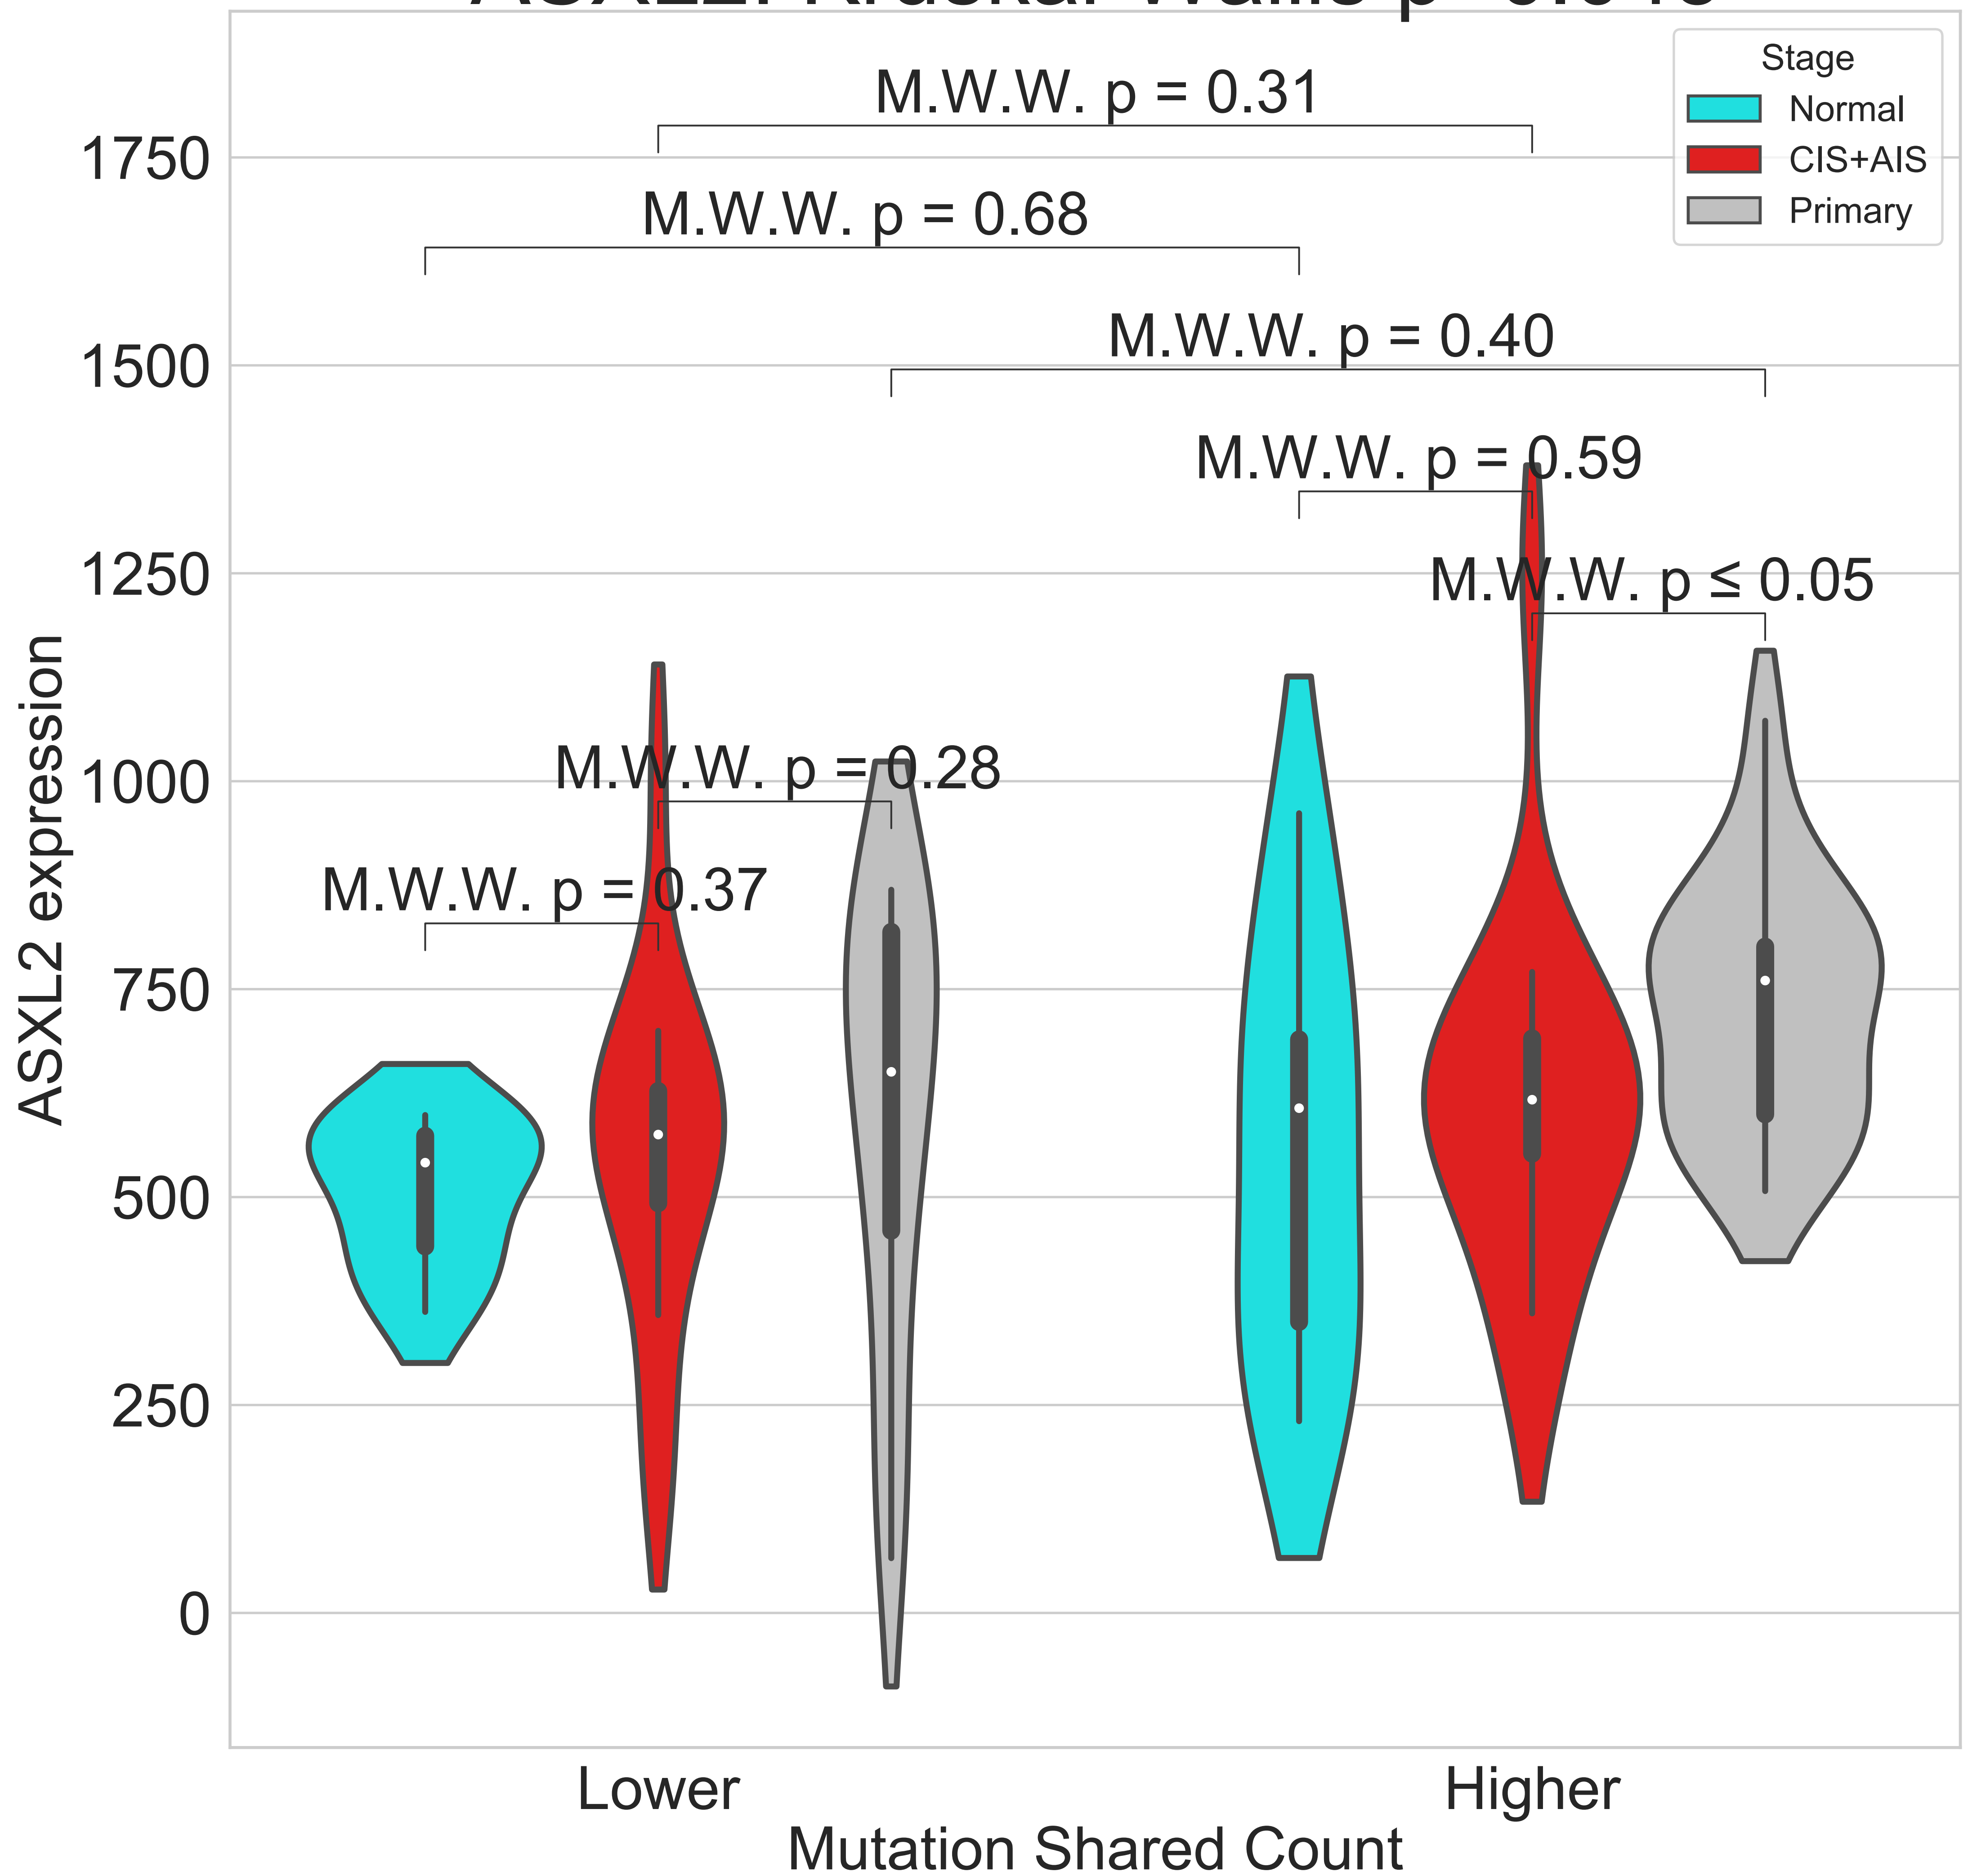 Stage
Normal
CIS+AIS
Primary
M.W.W. p = 0.31
M.W.W. p = 0.68
M.W.W. p = 0.40
M.W.W. p = 0.59
M.W.W. p ≤ 0.05
M.W.W. p = 0.28
M.W.W. p = 0.37
1750
1500
1250
1000
750
500
250
0
ASXL2 expression
Lower
Higher
Mutation Shared Count